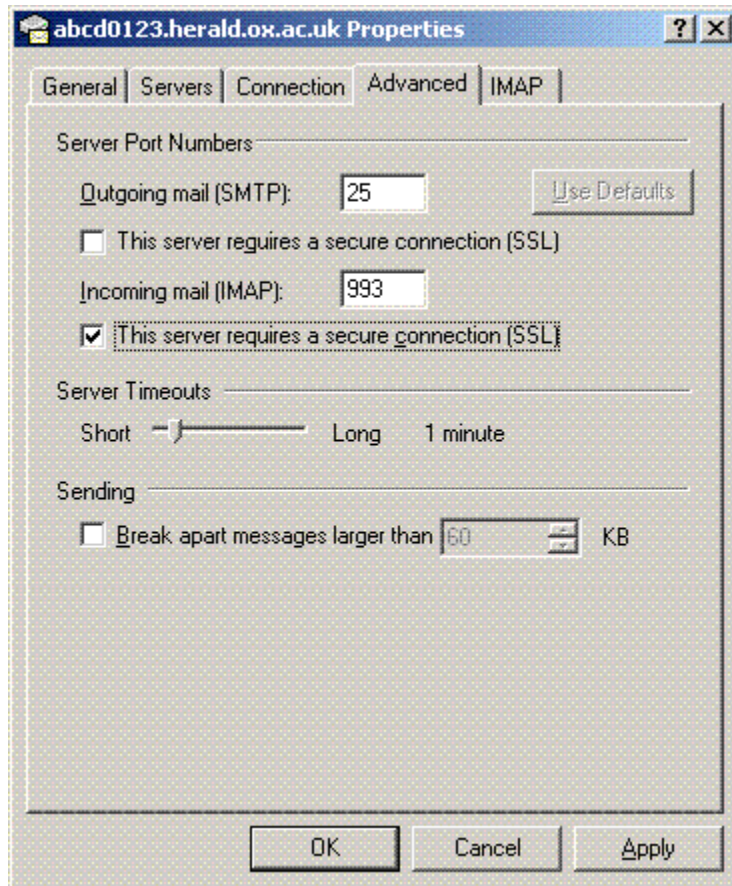 abcd0123.herald.ox.ac.uk Properties
General Servers Connection Advanced IMAP
Server Port Numbers
Outgoing mail (SMTP): 25 Use Defaults
This server requires a secure connection (SSL)
Incoming mail (IMAP): 993
This server requires a secure connection (SSL)
Server Timeouts
Short Long 1 minute
Sending
Break apart messages larger than 60 KB
OK Cancel Apply